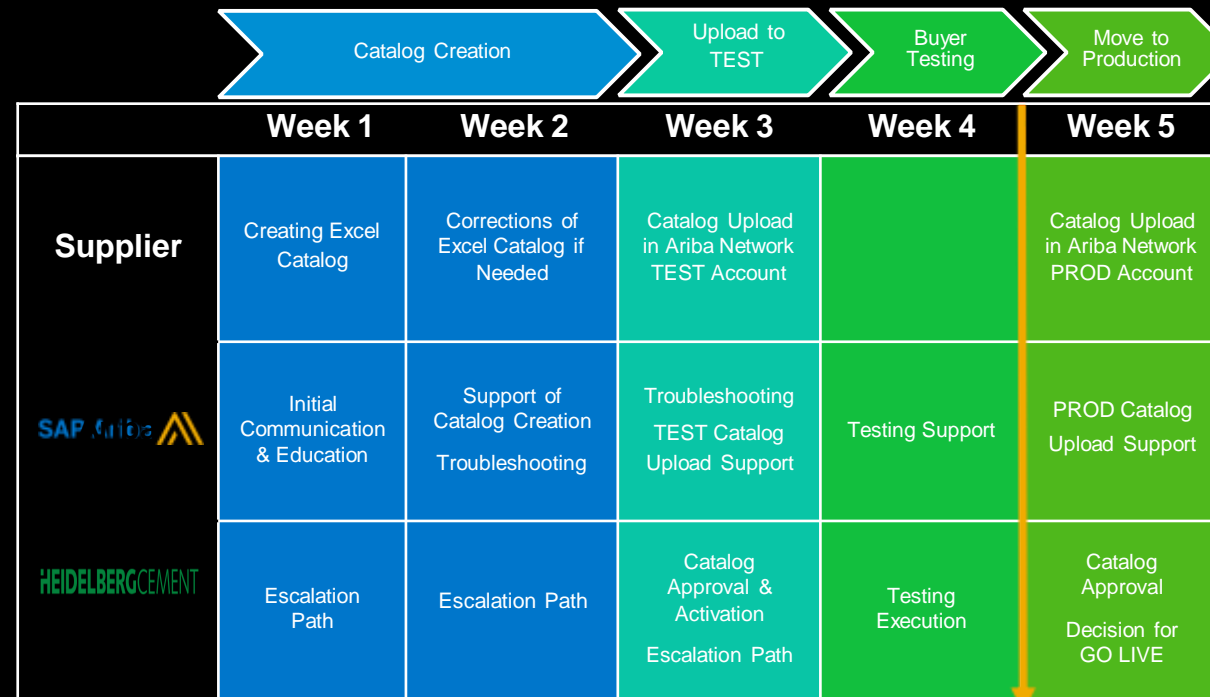 Catalog Creation
Upload to
TEST
Buyer
Testing
Move to
Production
Week 1
Week 2
Week 3
Week 4
Week 5
Supplier
Creating Excel
Catalog
Corrections of
Excel Catalog if
Needed
Catalog Upload
in Ariba Network
TEST Account
Catalog Upload
in Ariba Network
PROD Account
SAP Ariba
Initial
Communication
& Education
Support of
Catalog Creation
Troubleshooting
Troubleshooting
TEST Catalog
Upload Support
Testing Support
PROD Catalog
Upload Support
HEIDELBERGCEMENT
Escalation
Path
Escalation Path
Catalog
Approval &
Activation
Escalation Path
Testing
Execution
Catalog
Approval
Decision for
GO LIVE